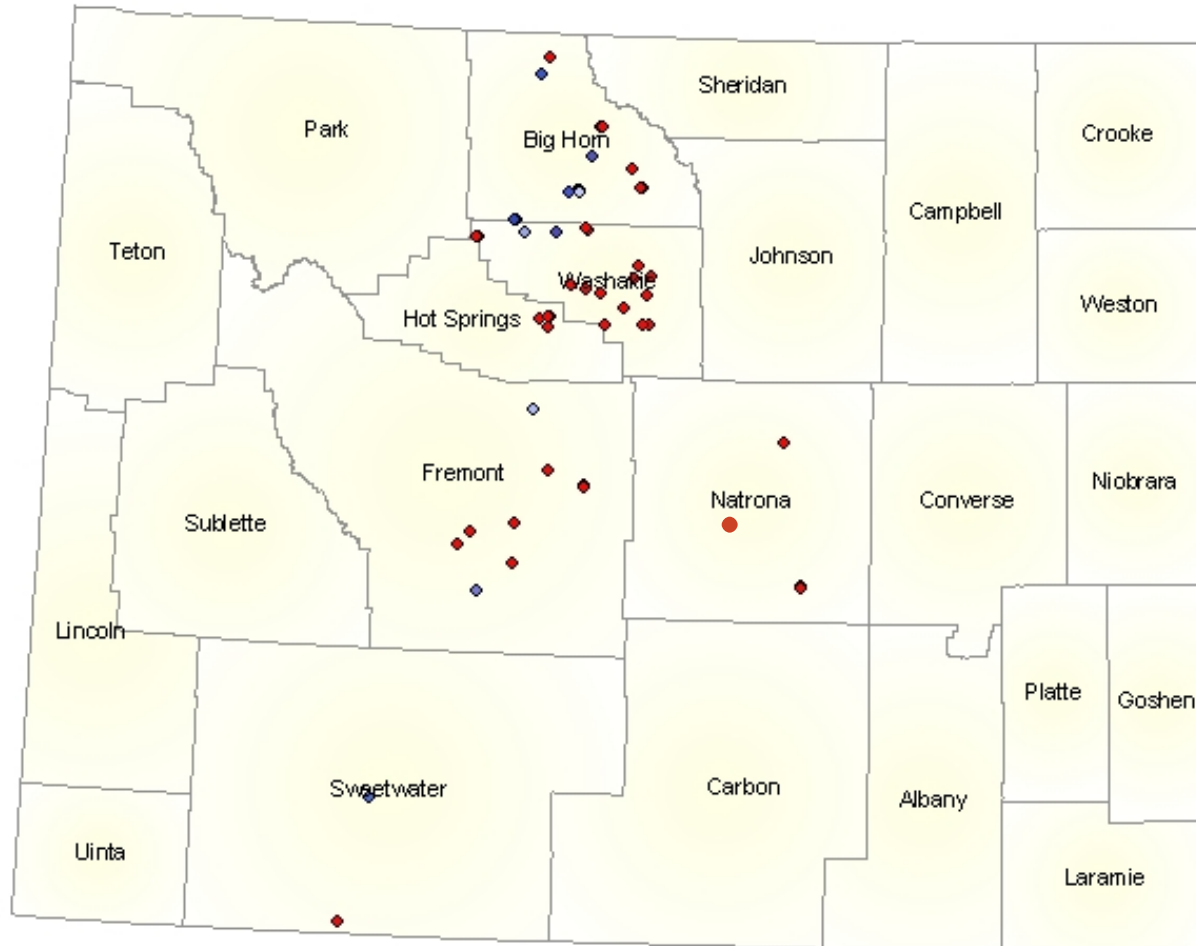 Sheridan
Park
Big Horn
Crooke
Campbell
Teton
Johnson
Washakie
Weston
Hot Springs
Fremont
Natrona
Converse
Niobrara
Sublette
Lincoln
Platte
Goshen
Sweetwater
Carbon
Albany
Uinta
Laramie